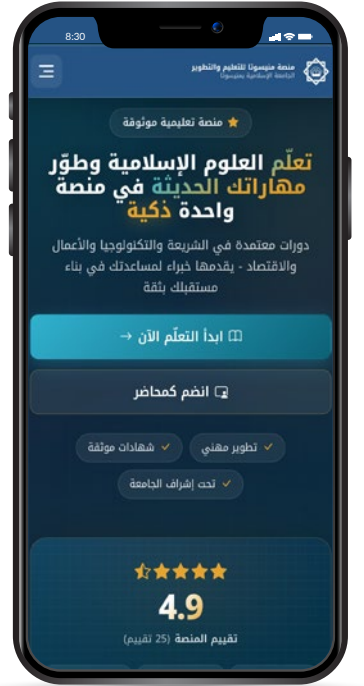 8:30
منصة منيسوتا للتعليم والتطوير
الجامعة الإسلامية بمنيسوتا
منصة تعليمية موثوقة
تعلّم العلوم الإسلامية وطوّر
مهاراتك الحديثة في منصة
واحدة ذكية
دورات معتمدة في الشريعة والتكنولوجيا والأعمال
والاقتصاد - يقدمها خبراء لمساعدتك في بناء
مستقبلك بثقة
ابدأ التعلّم الآن →
انضم كمحاضر
✓ تطوير مهني
✓ شهادات موثقة
✓ تحت إشراف الجامعة
4.9
تقييم المنصة (25 تقييم)